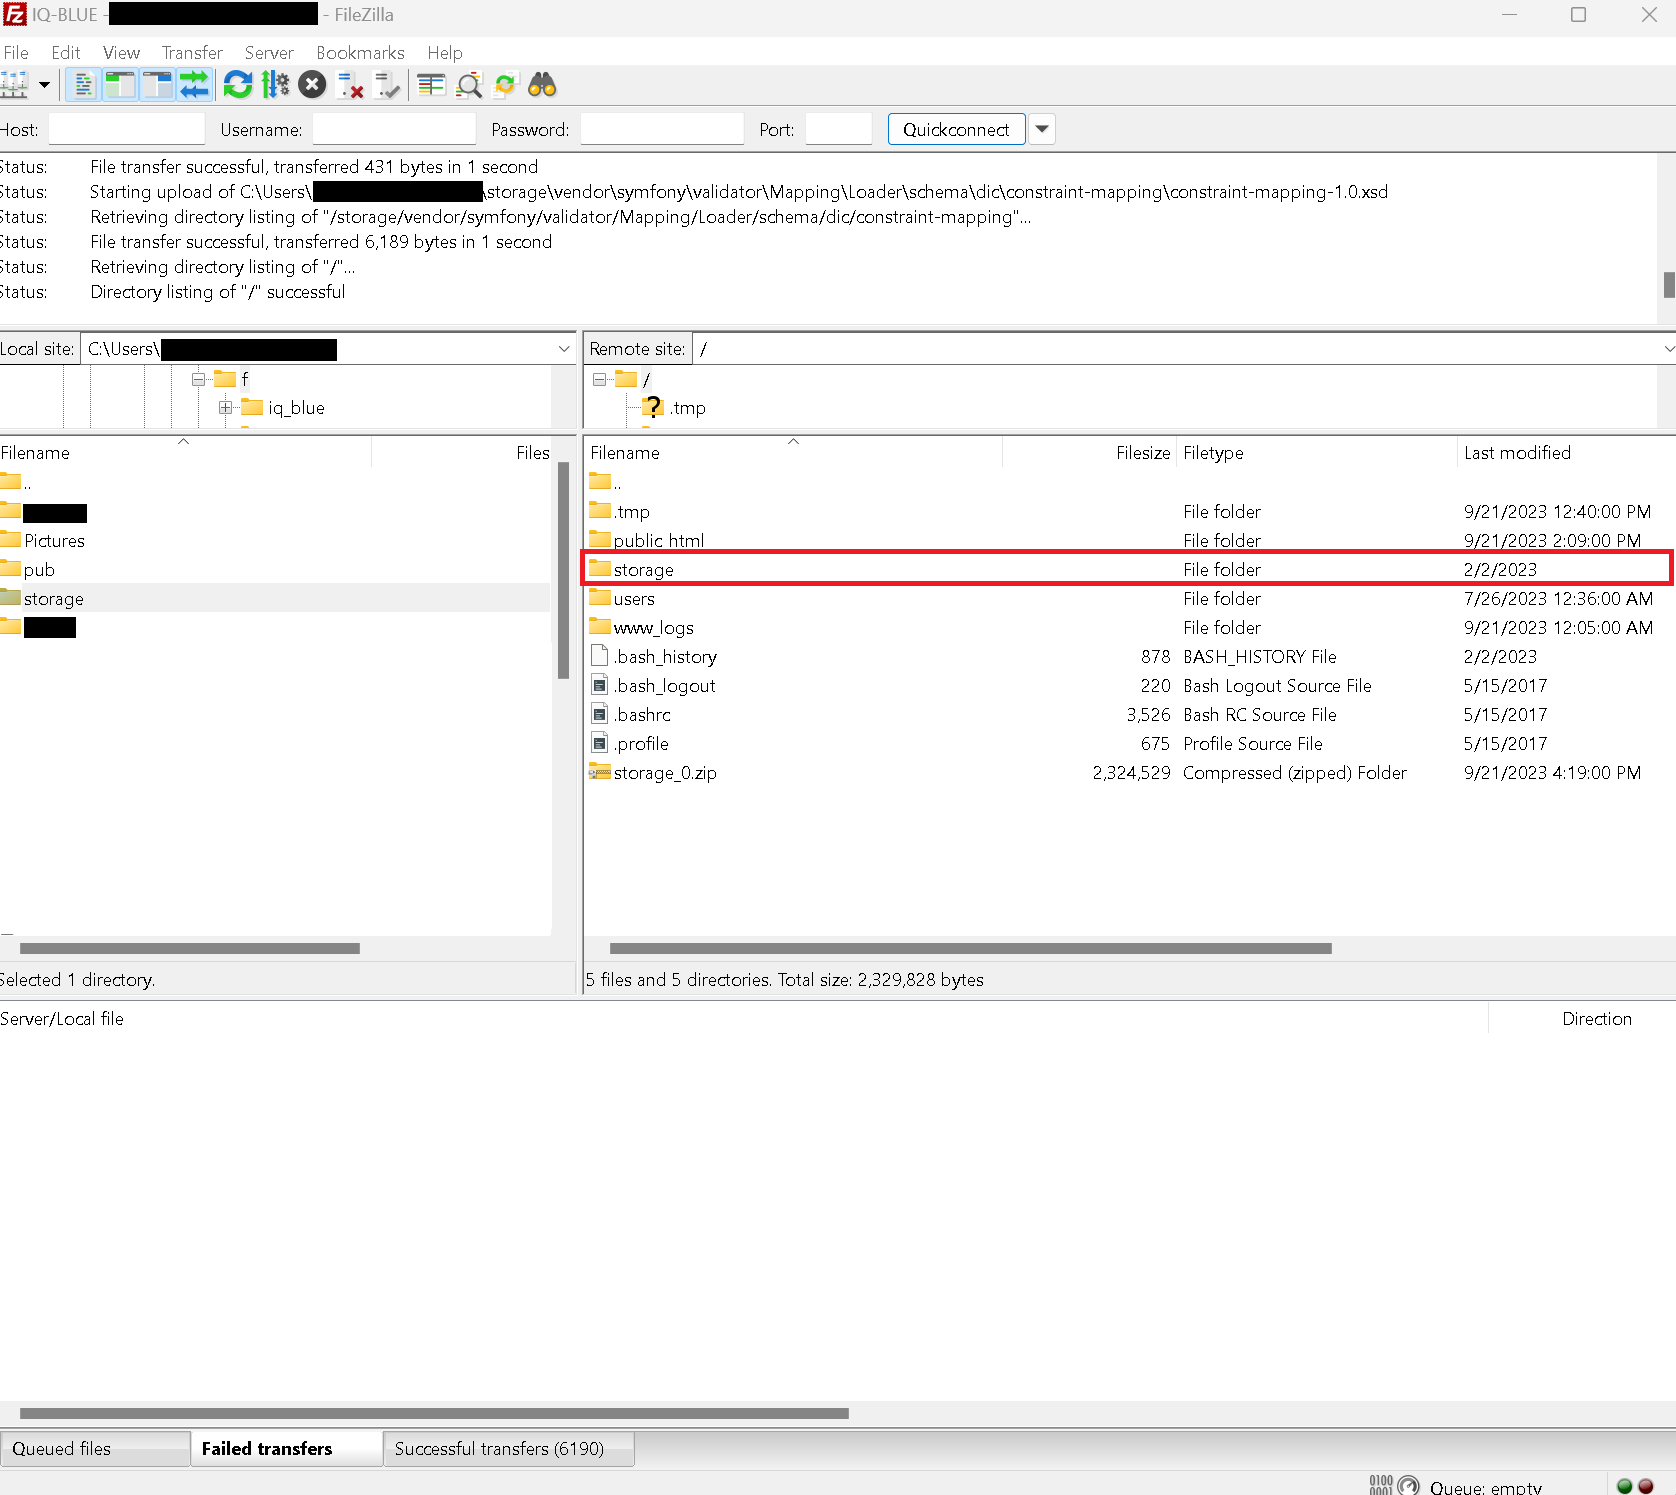 IQ-BLUE - - FileZilla
File Edit View Transfer Server Bookmarks Help
Host: Username: Password: Port: Quickconnect
Status: File transfer successful, transferred 431 bytes in 1 second
Status: Starting upload of C:\Users\ \storage\vendor\symfony\validator\Mapping\Loader\schema\dic\constraint-mapping\constraint-mapping-1.0.xsd
Status: Retrieving directory listing of "/storage/vendor/symfony/validator/Mapping/Loader/schema/dic/constraint-mapping"...
Status: File transfer successful, transferred 6,189 bytes in 1 second
Status: Retrieving directory listing of "/"...
Status: Directory listing of "/" successful
Local site: C:\Users\
f
iq_blue
Filename Files
..
Pictures
pub
storage
Selected 1 directory.
Remote site: /
/
? .tmp
Filename Filesize Filetype Last modified
..
.tmp File folder 9/21/2023 12:40:00 PM
public_html File folder 9/21/2023 2:09:00 PM
storage File folder 2/2/2023
users File folder 7/26/2023 12:36:00 AM
www_logs File folder 9/21/2023 12:05:00 AM
.bash_history 878 BASH_HISTORY File 2/2/2023
.bash_logout 220 Bash Logout Source File 5/15/2017
.bashrc 3,526 Bash RC Source File 5/15/2017
.profile 675 Profile Source File 5/15/2017
storage_0.zip 2,324,529 Compressed (zipped) Folder 9/21/2023 4:19:00 PM
5 files and 5 directories. Total size: 2,329,828 bytes
Server/Local file Direction
Queued files Failed transfers Successful transfers (6190)
Queue: empty